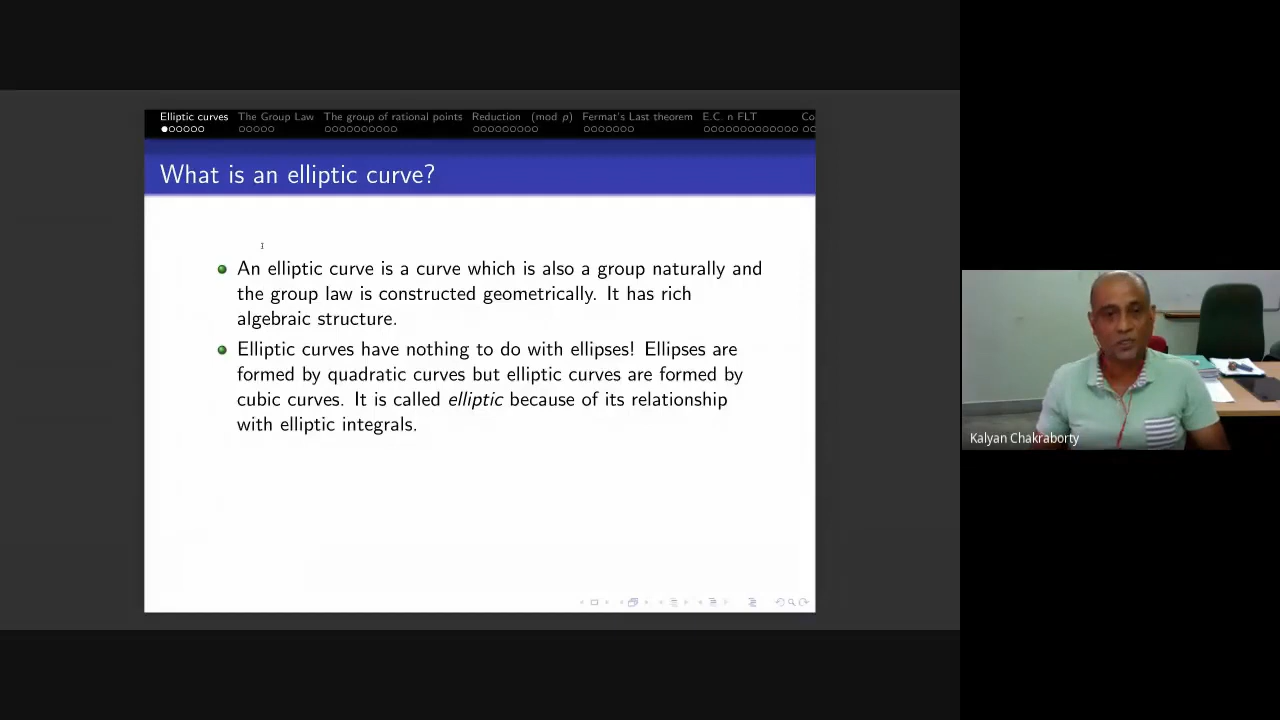 Elliptic curves The Group Law The group of rational points Reduction (mod p) Fermat's Last theorem E.C. n FLT Co
What is an elliptic curve?
An elliptic curve is a curve which is also a group naturally and
the group law is constructed geometrically. It has rich
algebraic structure.
Elliptic curves have nothing to do with ellipses! Ellipses are
formed by quadratic curves but elliptic curves are formed by
cubic curves. It is called elliptic because of its relationship
with elliptic integrals.
Kalyan Chakraborty